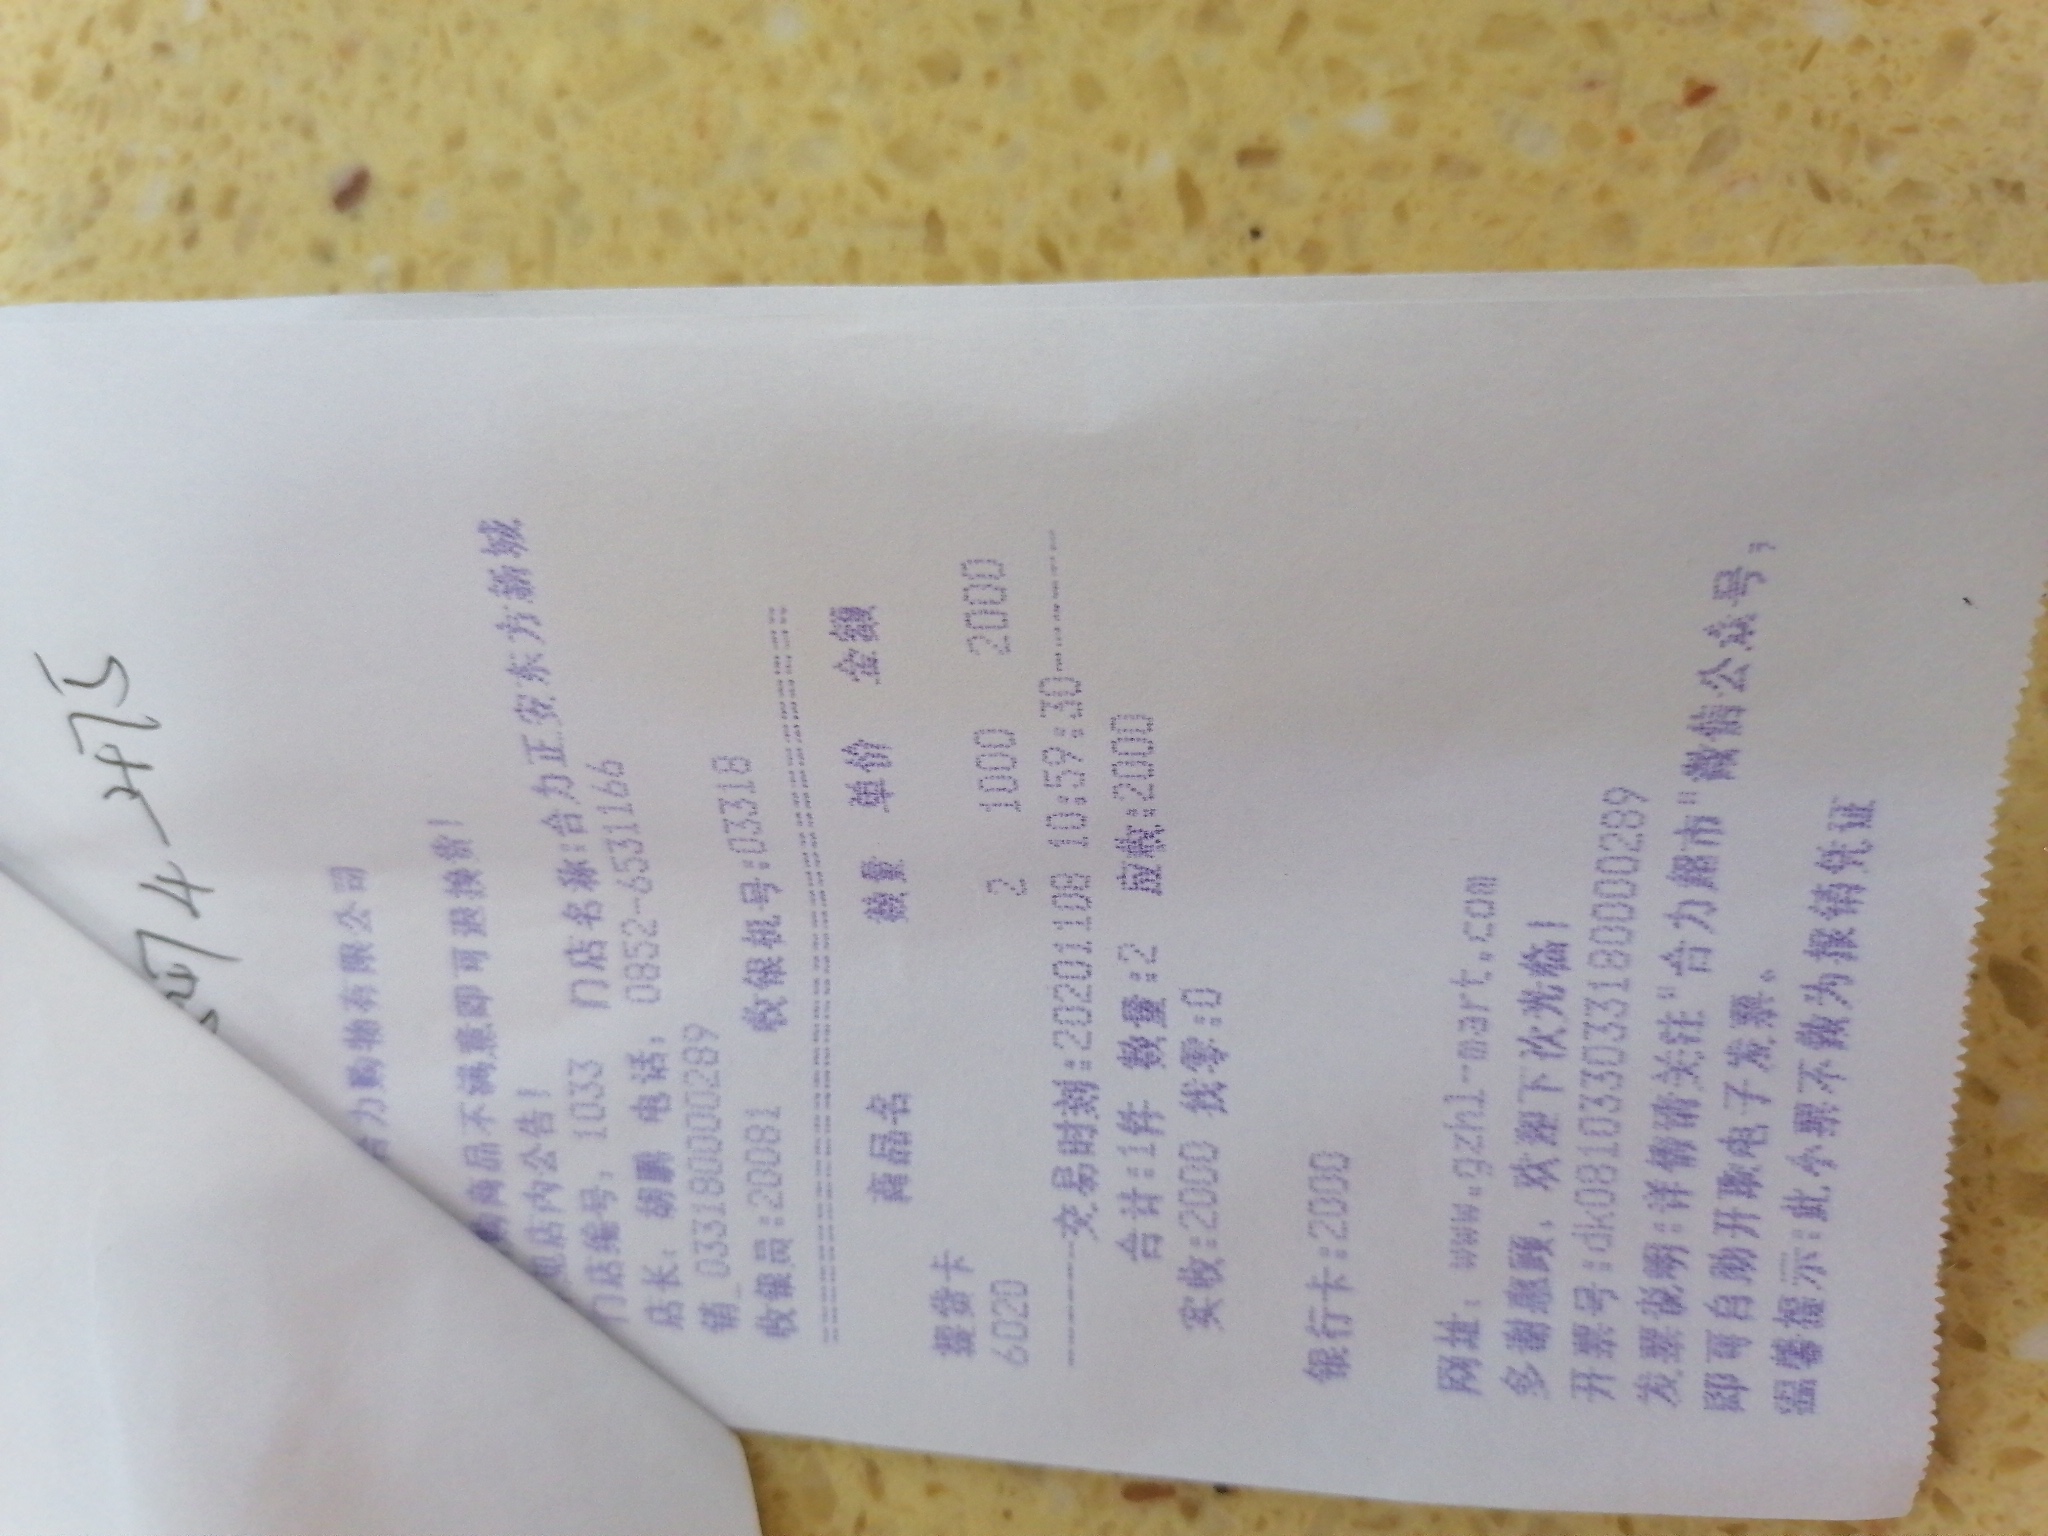 力购物有限公司
购商品不满意即可退换货!
见店内公告!
门店编号: 1033 门店名称:合力正安东方新城
店长: 胡鹏 电话: 0852-6531166
销_0331800000289
收银员:20081 收银机号:03318
商品名 数量 单价 金额
提货卡
6020 2 1000 2000
交易时刻:20201108 10:59:30
合计:1件 数量:2 应收:2000
实收:2000 找零:0
银行卡:2000
网址: www.gzhl-mart.com
多谢惠顾, 欢迎下次光临!
开票号:dk08103303318000028​9
发票说明:详情请关注"合力超市"微信公众号,
即可自助开取电子发票。
温馨提示:此小票不做为报销凭证